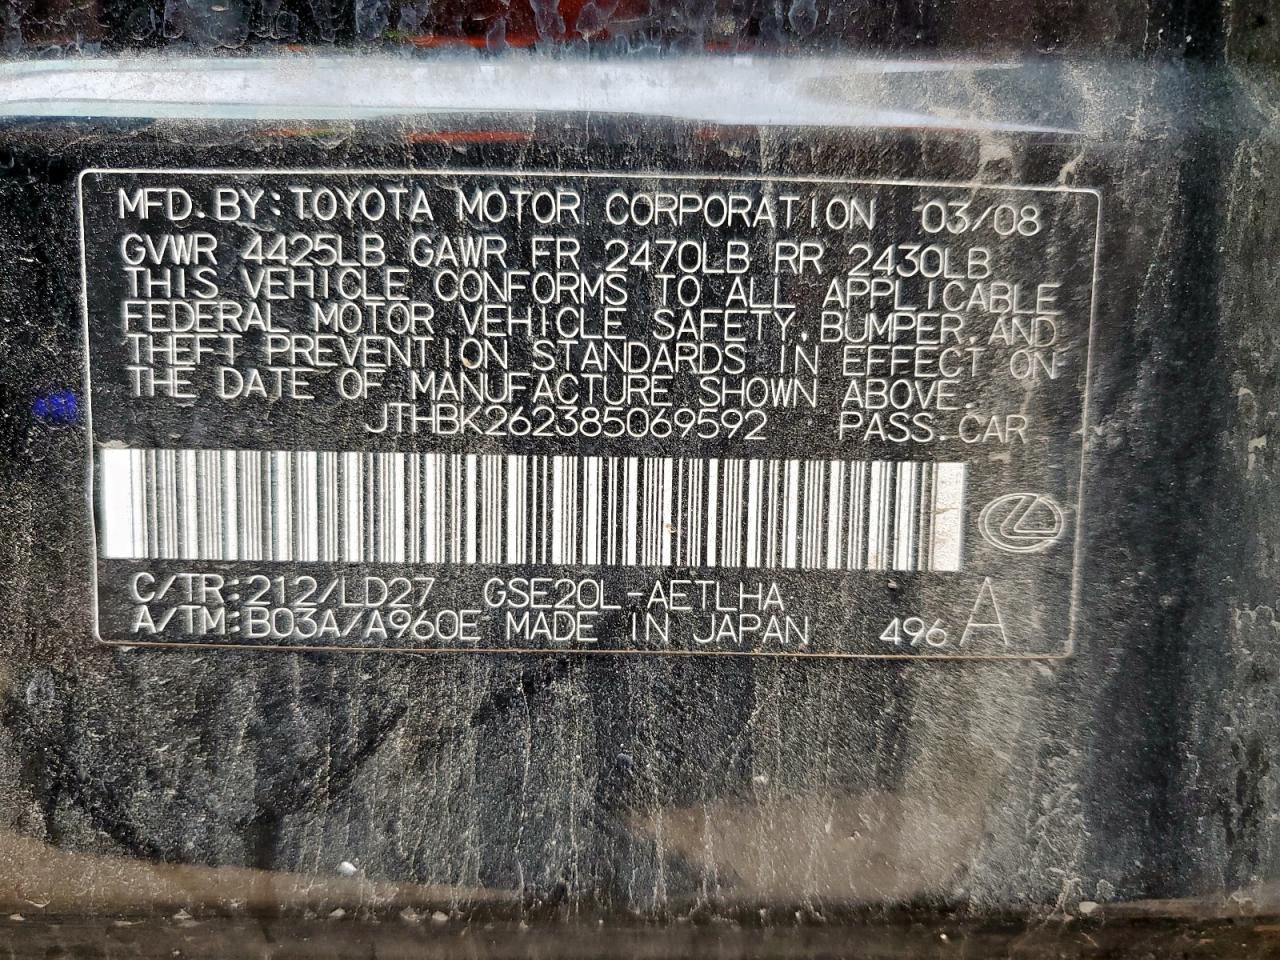 MFD. BY: TOYOTA MOTOR CORPORATION 03/08
GVWR 4425LB GAWR FR 2470LB RR 2430LB
THIS VEHICLE CONFORMS TO ALL APPLICABLE
FEDERAL MOTOR VEHICLE SAFETY, BUMPER, AND
THEFT PREVENTION STANDARDS IN EFFECT ON
THE DATE OF MANUFACTURE SHOWN ABOVE.
JTHBK262385069592 PASS. CAR
C/TR: 212/LD27 GSE20L-AETLHA
A/TM: B03A/A960E MADE IN JAPAN 496 A